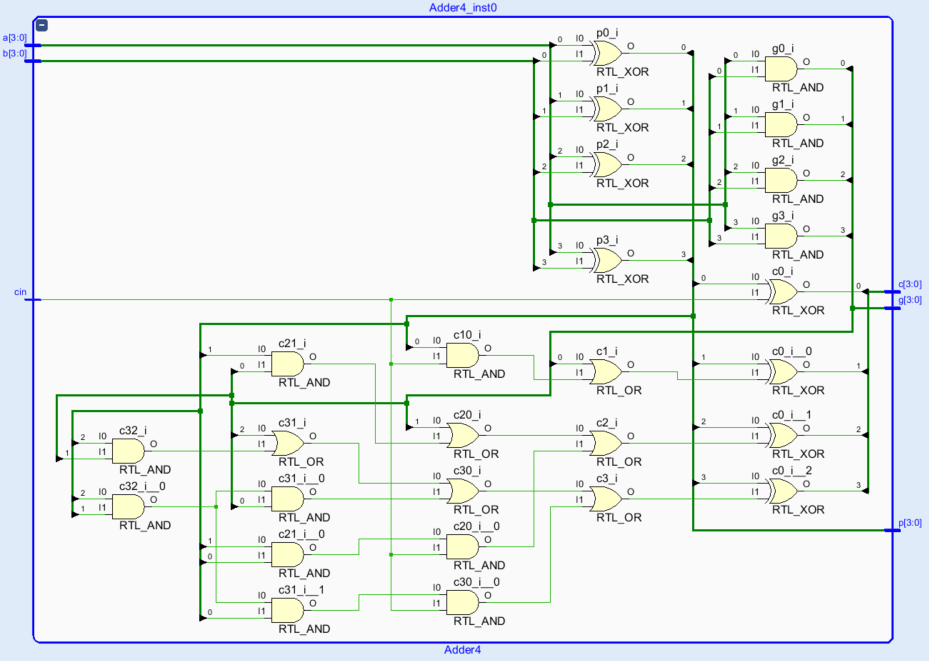 Adder4_inst0
a[3:0]
b[3:0]
cin
0 I0 p0_i O 0
0 I1
RTL_XOR
1 I0 p1_i O 1
1 I1
RTL_XOR
2 I0 p2_i O 2
2 I1
RTL_XOR
3 I0 p3_i O 3
3 I1
RTL_XOR
0 I0 g0_i O 0
0 I1
RTL_AND
1 I0 g1_i O 1
1 I1
RTL_AND
2 I0 g2_i O 2
2 I1
RTL_AND
3 I0 g3_i O 3
3 I1
RTL_AND
0 I0 c0_i O 0
I1
RTL_XOR
c[3:0]
g[3:0]
1 I0 c21_i O
0 I1
RTL_AND
0 I0 c10_i O
I1
RTL_AND
0 I0 c1_i O
I1
RTL_OR
1 I0 c0_i__0 O 1
I1
RTL_XOR
2 I0 c32_i O
1 I1
RTL_AND
2 I0 c31_i O
I1
RTL_OR
1 I0 c20_i O
I1
RTL_OR
I0 c2_i O
I1
RTL_OR
2 I0 c0_i__1 O 2
I1
RTL_XOR
2 I0 c32_i__0 O
1 I1
RTL_AND
I0 c31_i__0 O
0 I1
RTL_AND
I0 c30_i O
I1
RTL_OR
I0 c3_i O
I1
RTL_OR
3 I0 c0_i__2 O 3
I1
RTL_XOR
1 I0 c21_i__0 O
0 I1
RTL_AND
I0 c20_i__0 O
I1
RTL_AND
p[3:0]
I0 c31_i__1 O
0 I1
RTL_AND
I0 c30_i__0 O
I1
RTL_AND
Adder4